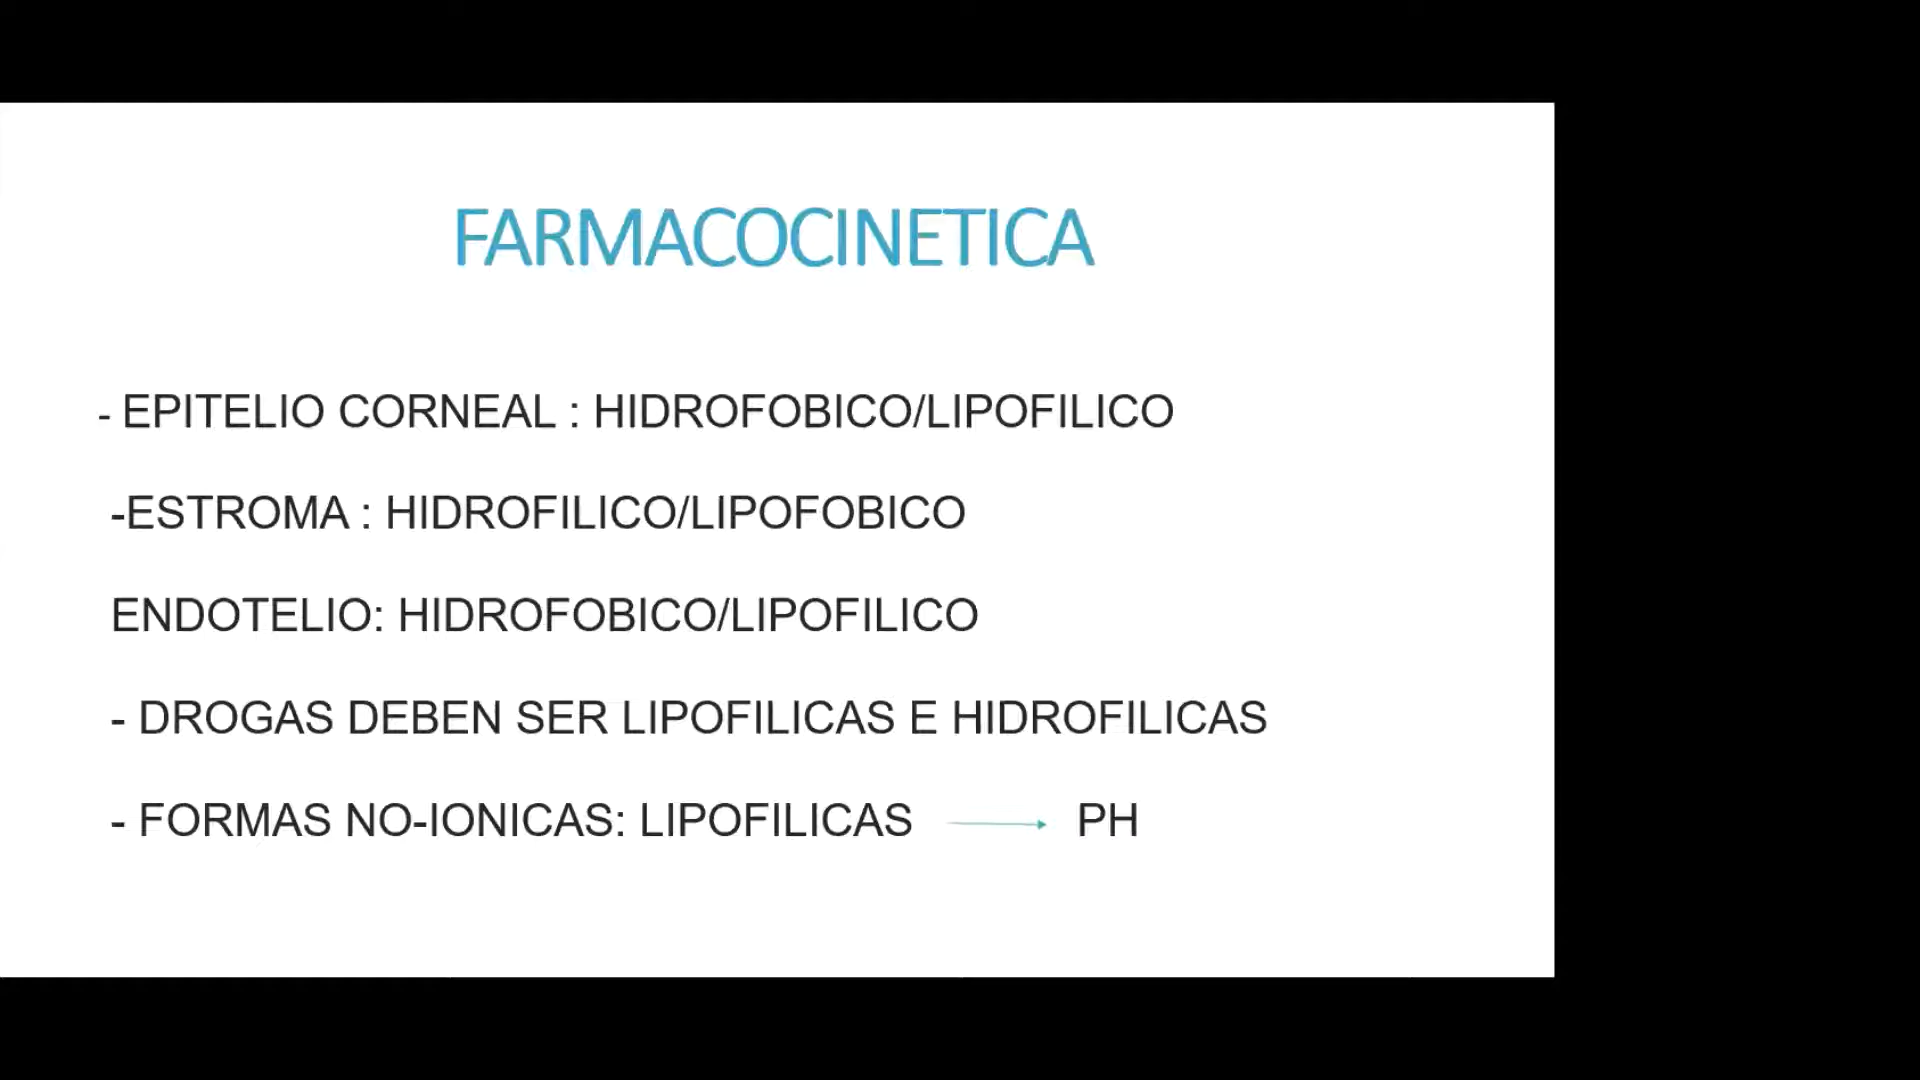 FARMACOCINETICA
- EPITELIO CORNEAL : HIDROFOBICO/LIPOFILICO
-ESTROMA : HIDROFILICO/LIPOFOBICO
ENDOTELIO: HIDROFOBICO/LIPOFILICO
- DROGAS DEBEN SER LIPOFILICAS E HIDROFILICAS
- FORMAS NO-IONICAS: LIPOFILICAS → PH